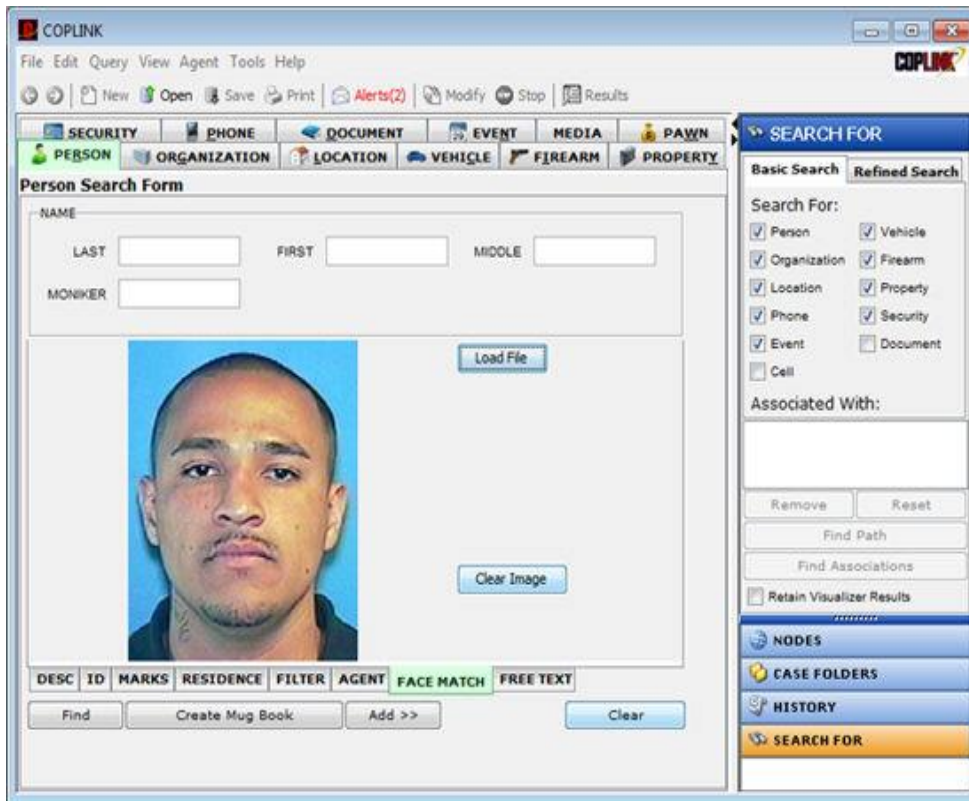 COPLINK
File Edit Query View Agent Tools Help
COPLINK
New Open Save Print Alerts(2) Modify Stop Results
SECURITY PHONE DOCUMENT EVENT MEDIA PAWN
PERSON ORGANIZATION LOCATION VEHICLE FIREARM PROPERTY
Person Search Form
NAME
LAST FIRST MIDDLE
MONIKER
Load File
Clear Image
DESC ID MARKS RESIDENCE FILTER AGENT FACE MATCH FREE TEXT
Find Create Mug Book Add >> Clear
SEARCH FOR
Basic Search Refined Search
Search For:
Person Vehicle
Organization Firearm
Location Property
Phone Security
Event Document
Cell
Associated With:
Remove Reset
Find Path
Find Associations
Retain Visualizer Results
NODES
CASE FOLDERS
HISTORY
SEARCH FOR